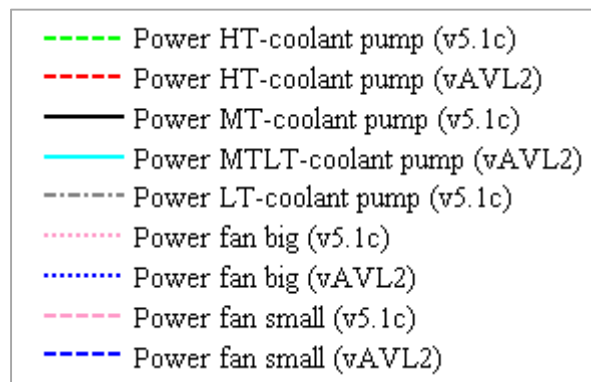 Power HT-coolant pump (v5.1c)
Power HT-coolant pump (vAVL2)
Power MT-coolant pump (v5.1c)
Power MTLT-coolant pump (vAVL2)
Power LT-coolant pump (v5.1c)
Power fan big (v5.1c)
Power fan big (vAVL2)
Power fan small (v5.1c)
Power fan small (vAVL2)